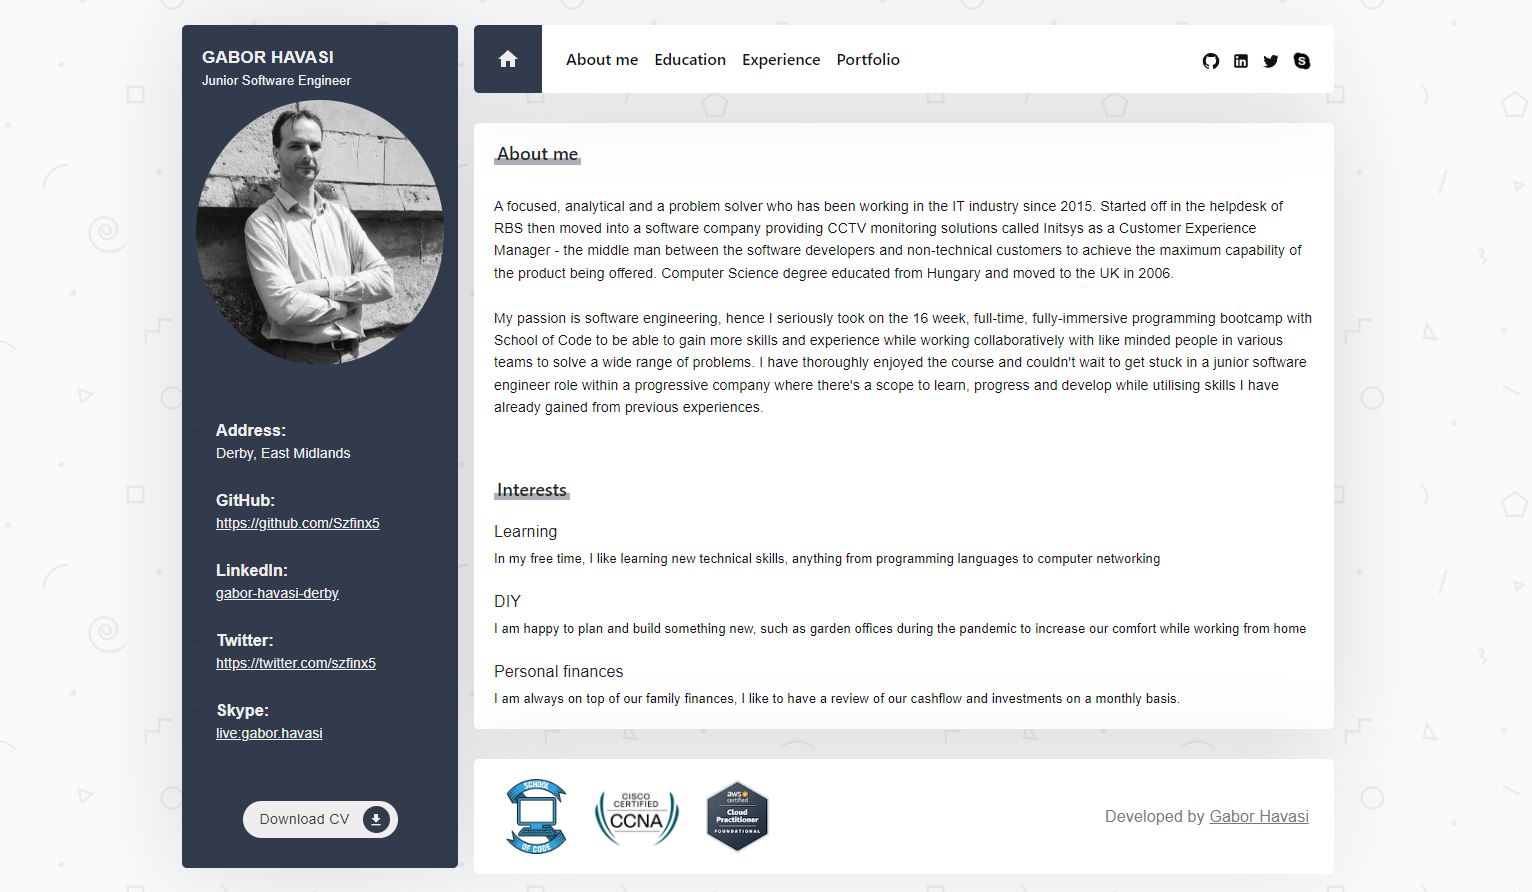 GABOR HAVASI
Junior Software Engineer
Address:
Derby, East Midlands
GitHub:
https://github.com/Szfinx5
LinkedIn:
gabor-havasi-derby
Twitter:
https://twitter.com/szfinx5
Skype:
live:gabor.havasi
Download CV
About me Education Experience Portfolio
About me
A focused, analytical and a problem solver who has been working in the IT industry since 2015. Started off in the helpdesk of
RBS then moved into a software company providing CCTV monitoring solutions called Initsys as a Customer Experience
Manager - the middle man between the software developers and non-technical customers to achieve the maximum capability of
the product being offered. Computer Science degree educated from Hungary and moved to the UK in 2006.
My passion is software engineering, hence I seriously took on the 16 week, full-time, fully-immersive programming bootcamp with
School of Code to be able to gain more skills and experience while working collaboratively with like minded people in various
teams to solve a wide range of problems. I have thoroughly enjoyed the course and couldn't wait to get stuck in a junior software
engineer role within a progressive company where there's a scope to learn, progress and develop while utilising skills I have
already gained from previous experiences.
Interests
Learning
In my free time, I like learning new technical skills, anything from programming languages to computer networking
DIY
I am happy to plan and build something new, such as garden offices during the pandemic to increase our comfort while working from home
Personal finances
I am always on top of our family finances, I like to have a review of our cashflow and investments on a monthly basis.
SCHOOL
OF CODE
CISCO
CERTIFIED
CCNA
aws
certified
Cloud
Practitioner
FOUNDATIONAL
Developed by Gabor Havasi